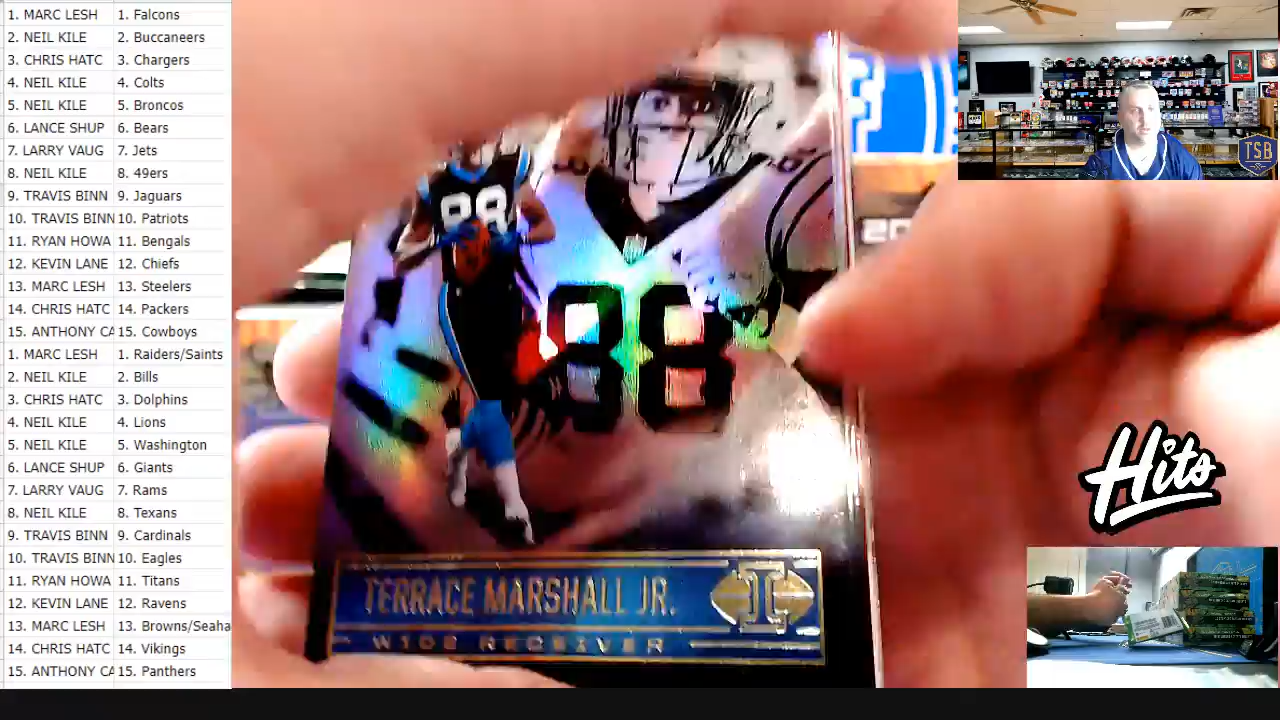 1. MARC LESH 1. Falcons
2. NEIL KILE 2. Buccaneers
3. CHRIS HATC 3. Chargers
4. NEIL KILE 4. Colts
5. NEIL KILE 5. Broncos
6. LANCE SHUP 6. Bears
7. LARRY VAUG 7. Jets
8. NEIL KILE 8. 49ers
9. TRAVIS BINN 9. Jaguars
10. TRAVIS BINN 10. Patriots
11. RYAN HOWA 11. Bengals
12. KEVIN LANE 12. Chiefs
13. MARC LESH 13. Steelers
14. CHRIS HATC 14. Packers
15. ANTHONY CA 15. Cowboys
1. MARC LESH 1. Raiders/Saints
2. NEIL KILE 2. Bills
3. CHRIS HATC 3. Dolphins
4. NEIL KILE 4. Lions
5. NEIL KILE 5. Washington
6. LANCE SHUP 6. Giants
7. LARRY VAUG 7. Rams
8. NEIL KILE 8. Texans
9. TRAVIS BINN 9. Cardinals
10. TRAVIS BINN 10. Eagles
11. RYAN HOWA 11. Titans
12. KEVIN LANE 12. Ravens
13. MARC LESH 13. Browns/Seaha
14. CHRIS HATC 14. Vikings
15. ANTHONY CA 15. Panthers
88
88
TERRACE MARSHALL JR.
WIDE RECEIVER
TSB
Hits